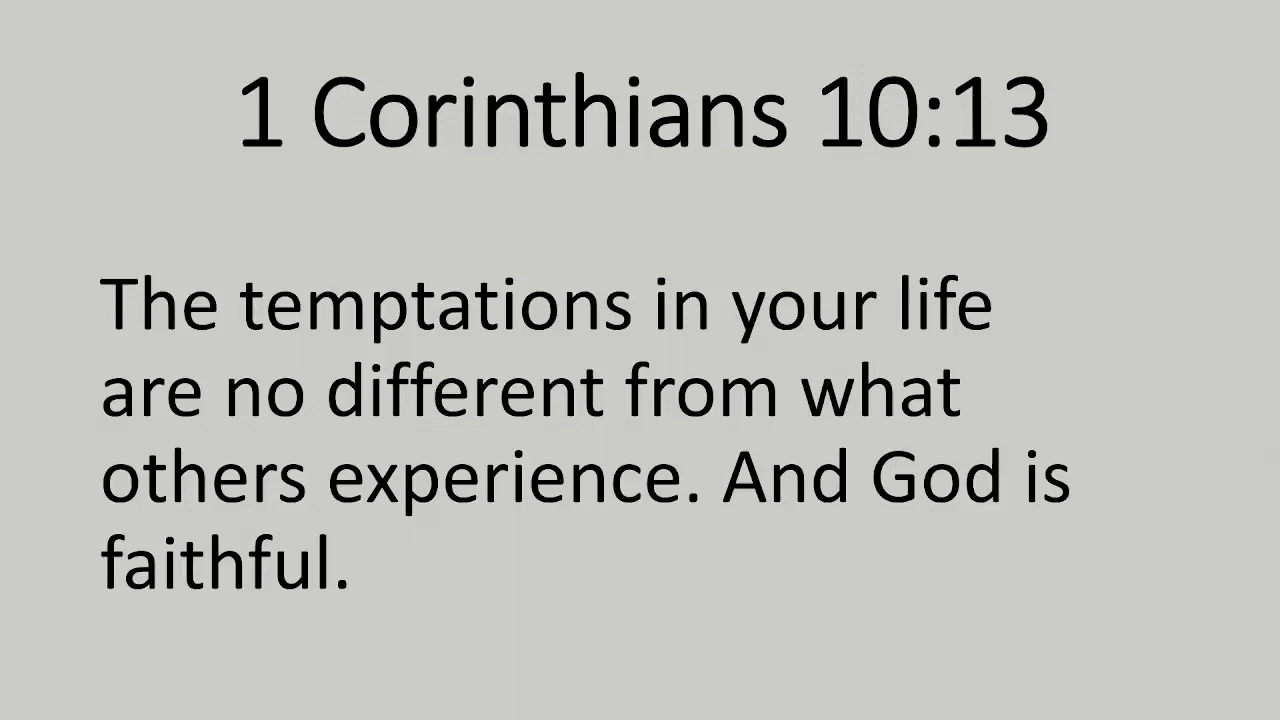 1 Corinthians 10:13
The temptations in your life
are no different from what
others experience. And God is
faithful.